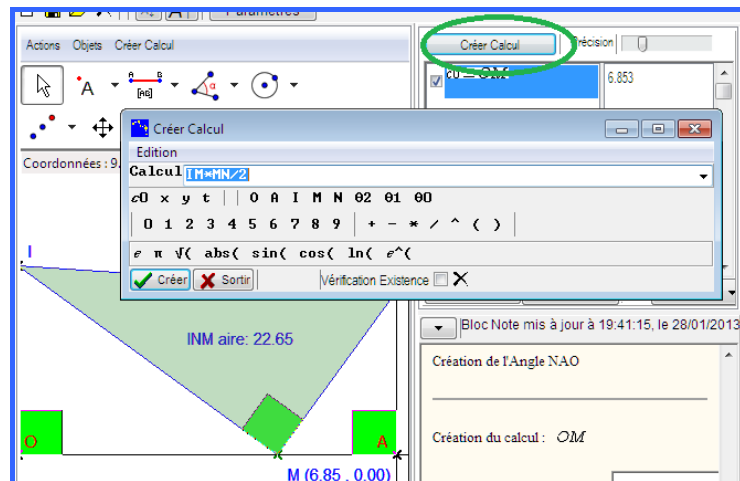 Paramètres
Actions Objets Créer Calcul
Créer Calcul
Précision
A
A B
[AB]
α
c0 = OM
6.853
Coordonnées : 9.
Créer Calcul
Edition
Calcul IM*MN/2
c0 x y t | | O A I M N θ2 θ1 θ0
0 1 2 3 4 5 6 7 8 9 + - * / ^ ( )
e π √( abs( sin( cos( ln( e^(
Créer Sortir Vérification Existence
I
INM aire: 22.65
O
A
M (6.85 , 0.00)
Bloc Note mis à jour à 19:41:15, le 28/01/2013
Création de l'Angle NAO
Création du calcul : OM